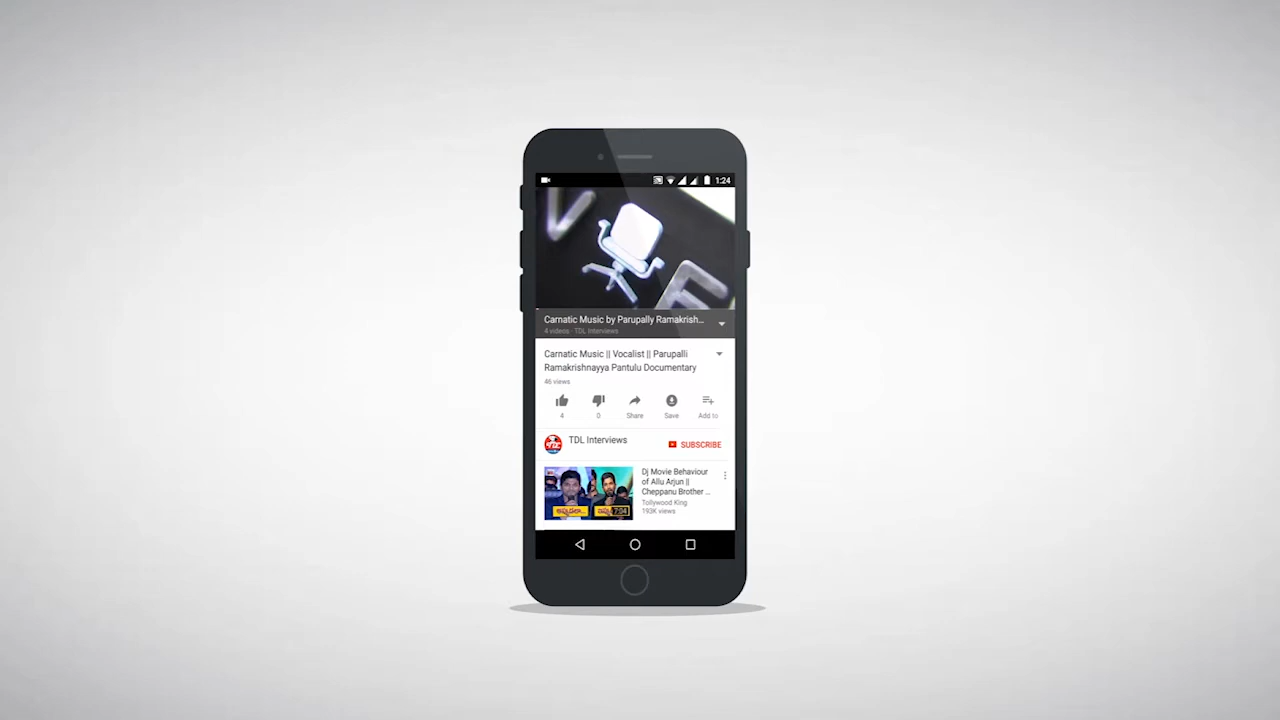 1:24
V
E
Carnatic Music by Parupally Ramakrish...
4 videos · TDL Interviews
Carnatic Music || Vocalist || Parupalli
Ramakrishnayya Pantulu Documentary
46 views
4
0
Share
Save
Add to
TDL Interviews
SUBSCRIBE
Dj Movie Behaviour
of Allu Arjun ||
Cheppanu Brother ...
Tollywood King
193K views
7:04